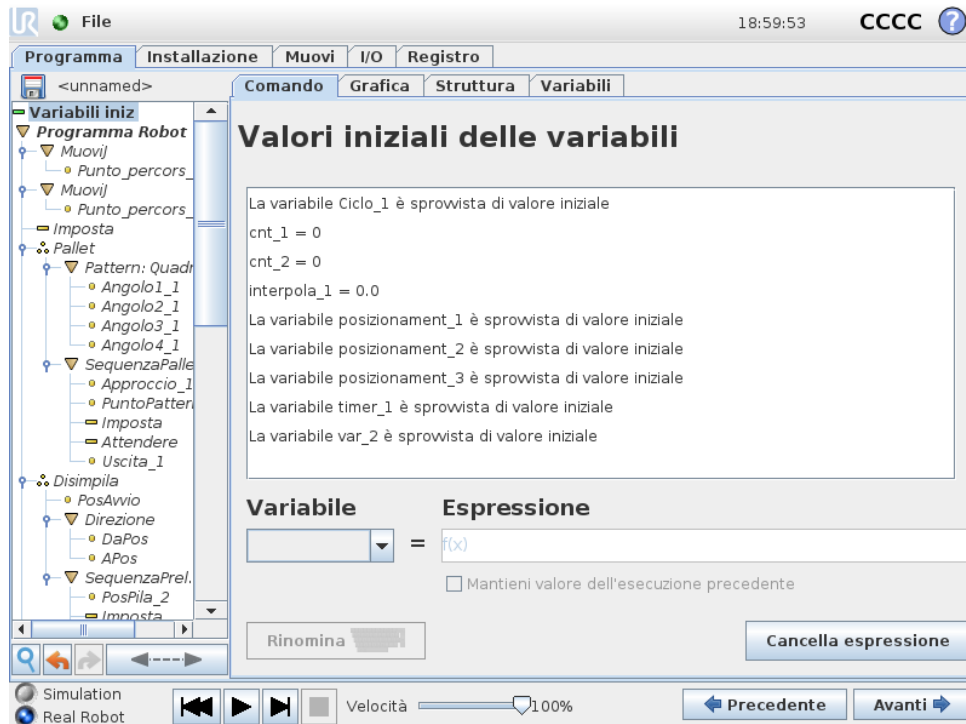 UR File 18:59:53 CCCC ?
Programma Installazione Muovi I/O Registro
<unnamed> Comando Grafica Struttura Variabili
Variabili iniz
Programma Robot
MuoviJ
Punto_percors_
MuoviJ
Punto_percors_
Imposta
Pallet
Pattern: Quadr
Angolo1_1
Angolo2_1
Angolo3_1
Angolo4_1
SequenzaPalle
Approccio_1
PuntoPatter
Imposta
Attendere
Uscita_1
Disimpila
PosAvvio
Direzione
DaPos
APos
SequenzaPrel.
PosPila_2
Imposta
Valori iniziali delle variabili
La variabile Ciclo_1 è sprovvista di valore iniziale
cnt_1 = 0
cnt_2 = 0
interpola_1 = 0.0
La variabile posizionament_1 è sprovvista di valore iniziale
La variabile posizionament_2 è sprovvista di valore iniziale
La variabile posizionament_3 è sprovvista di valore iniziale
La variabile timer_1 è sprovvista di valore iniziale
La variabile var_2 è sprovvista di valore iniziale
Variabile Espressione
= f(x)
Mantieni valore dell'esecuzione precedente
Rinomina
Cancella espressione
Simulation
Real Robot
Velocità 100%
Precedente Avanti